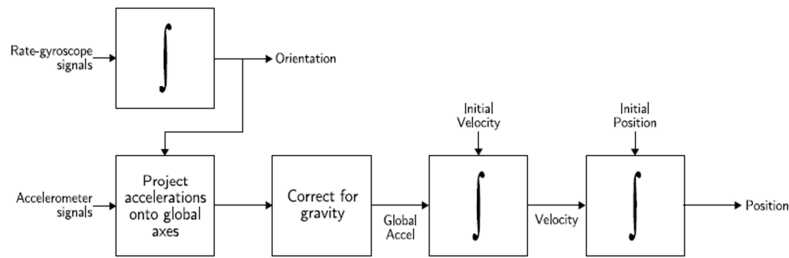 Rate-gyroscope
signals
∫
Orientation
Initial
Velocity
Initial
Position
Accelerometer
signals
Project
accelerations
onto global
axes
Correct for
gravity
Global
Accel
∫
Velocity
∫
Position